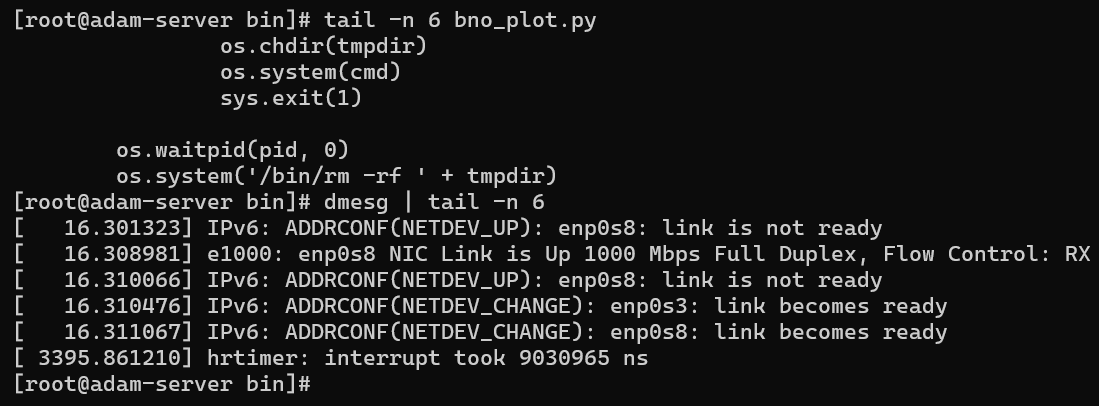 [root@adam-server bin]# tail -n 6 bno_plot.py
                os.chdir(tmpdir)
                os.system(cmd)
                sys.exit(1)

        os.waitpid(pid, 0)
        os.system('/bin/rm -rf ' + tmpdir)
[root@adam-server bin]# dmesg | tail -n 6
[   16.301323] IPv6: ADDRCONF(NETDEV_UP): enp0s8: link is not ready
[   16.308981] e1000: enp0s8 NIC Link is Up 1000 Mbps Full Duplex, Flow Control: RX
[   16.310066] IPv6: ADDRCONF(NETDEV_UP): enp0s8: link is not ready
[   16.310476] IPv6: ADDRCONF(NETDEV_CHANGE): enp0s3: link becomes ready
[   16.311067] IPv6: ADDRCONF(NETDEV_CHANGE): enp0s8: link becomes ready
[ 3395.861210] hrtimer: interrupt took 9030965 ns
[root@adam-server bin]#